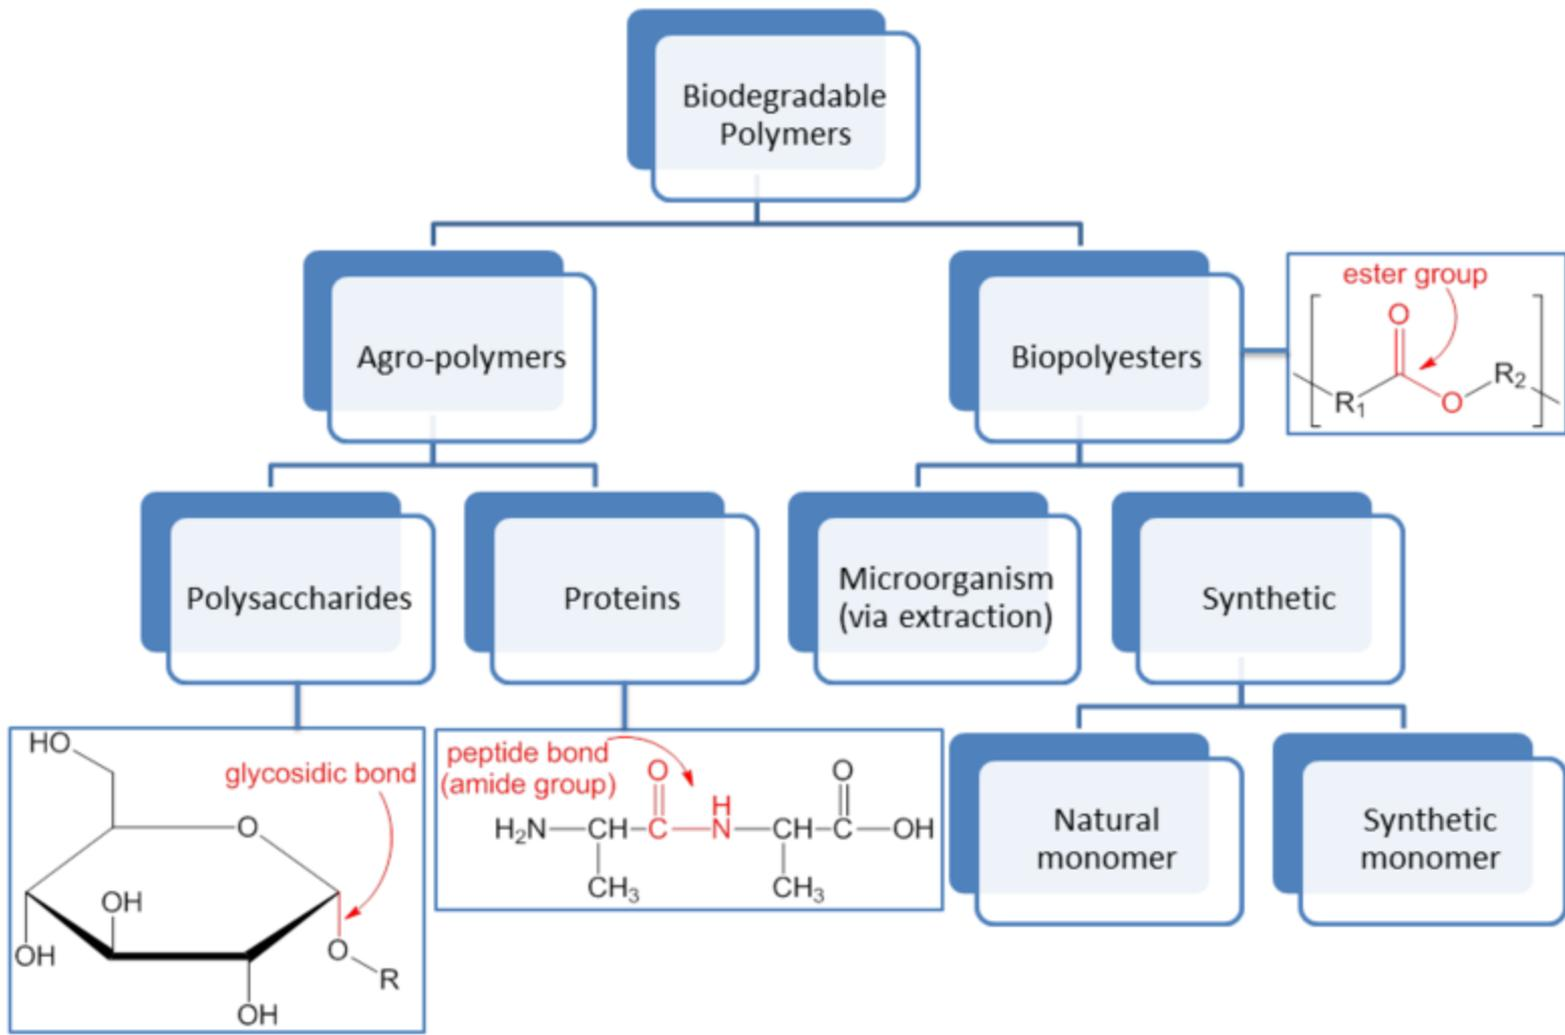 Biodegradable
Polymers
Agro-polymers
Biopolyesters
ester group
O
R₁
O
R₂
Polysaccharides
Proteins
Microorganism
(via extraction)
Synthetic
HO
glycosidic bond
O
OH
OH
O
R
OH
peptide bond
(amide group)
O
H
O
H₂N
CH
C
N
CH
C
OH
CH₃
CH₃
Natural
monomer
Synthetic
monomer